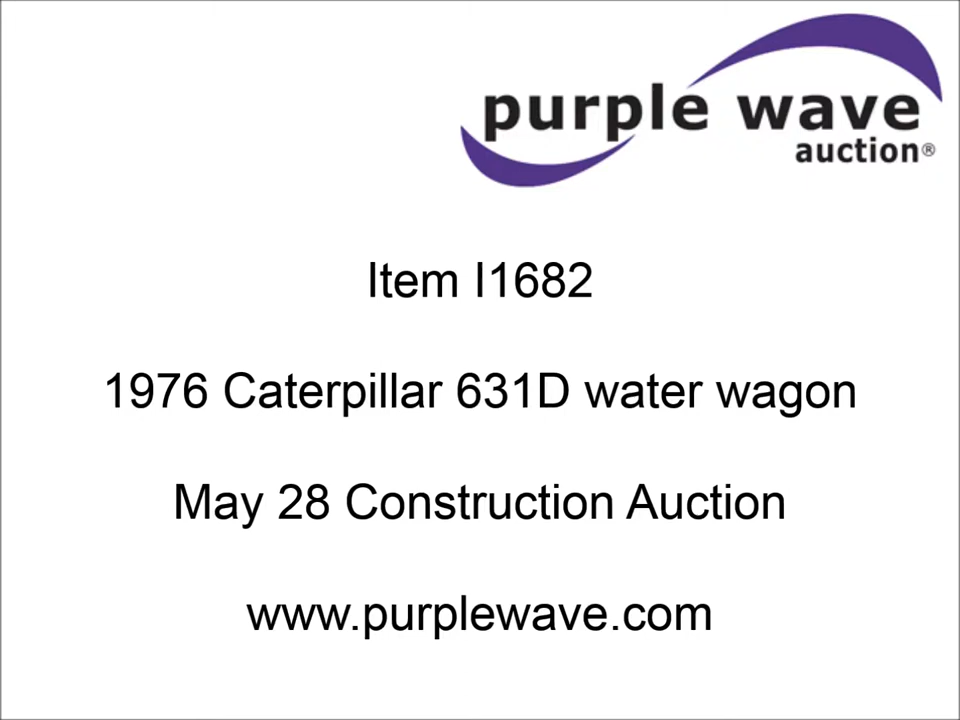 purple wave
auction®
Item I1682
1976 Caterpillar 631D water wagon
May 28 Construction Auction
www.purplewave.com